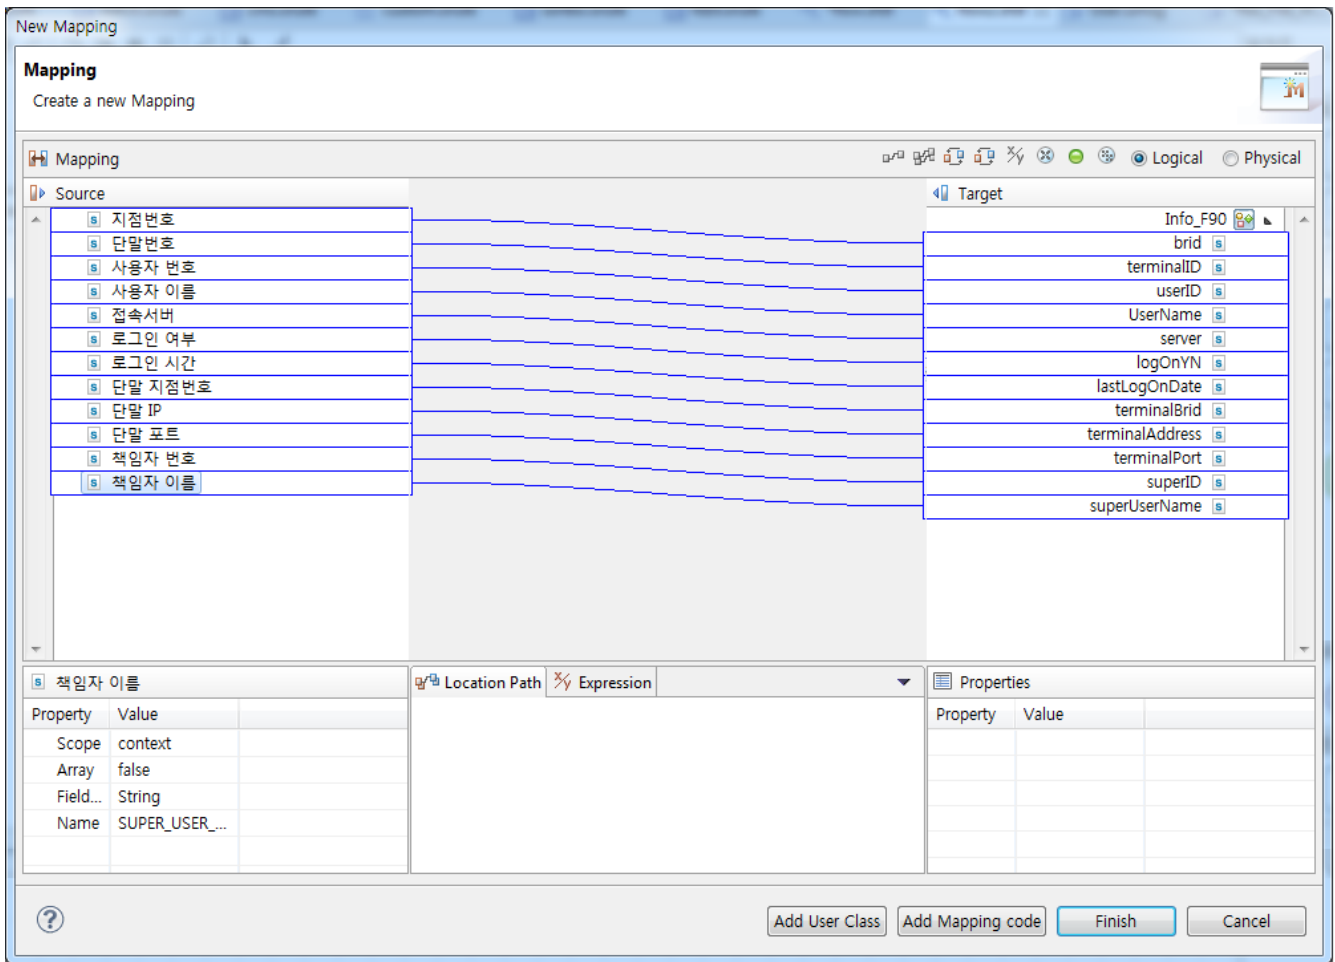 New Mapping
Mapping
Create a new Mapping
Mapping
Logical Physical
Source
Target
지점번호
단말번호
사용자 번호
사용자 이름
접속서버
로그인 여부
로그인 시간
단말 지점번호
단말 IP
단말 포트
책임자 번호
책임자 이름
Info_F90
brid
terminalID
userID
UserName
server
logOnYN
lastLogOnDate
terminalBrid
terminalAddress
terminalPort
superID
superUserName
책임자 이름
Property Value
Scope context
Array false
Field... String
Name SUPER_USER_...
Location Path Expression
Properties
Property Value
Add User Class Add Mapping code Finish Cancel